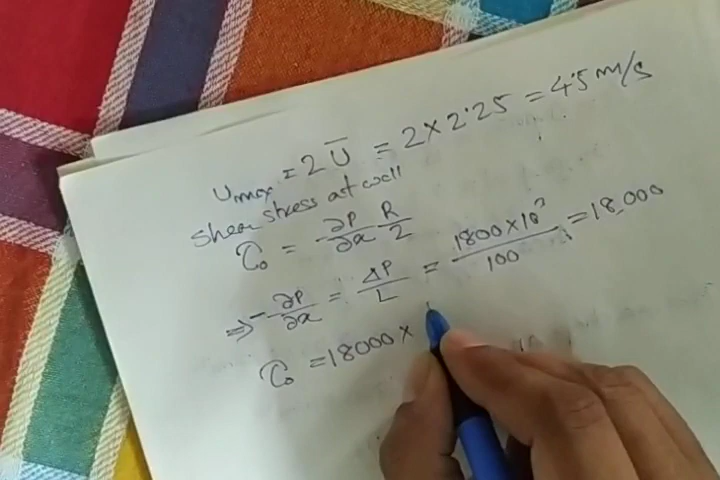 Umax = 2Ū = 2 × 2.25 = 4.5 m/s
Shear stress at wall
τ₀ = -∂P/∂x R/2
⇒ -∂P/∂x = ΔP/L = 1800×10³/100 = 18,000
τ₀ = 18000 ×